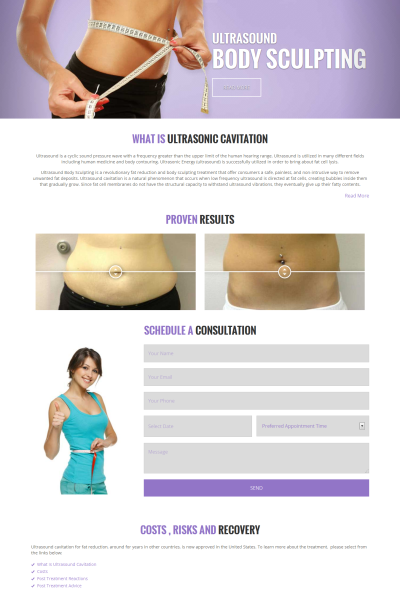 ULTRASOUND
BODY SCULPTING
READ MORE
WHAT IS ULTRASONIC CAVITATION
Ultrasound is a cyclic sound pressure wave with a frequency greater than the upper limit of the human hearing range. Ultrasound is utilized in many different fields
including human medicine and body contouring. Ultrasonic Energy (ultrasound) is successfully utilized in order to bring about fat cell lysis.
Ultrasound Body Sculpting is a revolutionary fat reduction and body sculpting treatment that offer consumers a safe, painless, and non-intrusive way to remove
unwanted fat deposits. Ultrasound cavitation is a natural phenomenon that occurs when low frequency ultrasound is directed at fat cells, creating bubbles inside them
that gradually grow. Since fat cell membranes do not have the structural capacity to withstand ultrasound vibrations, they eventually give up their fatty contents.
Read More
PROVEN RESULTS
SCHEDULE A CONSULTATION
Your Name
Your Email
Your Phone
Select Date
Preferred Appointment Time
Message
SEND
COSTS , RISKS AND RECOVERY
Ultrasound cavitation for fat reduction, around for years in other countries, is now approved in the United States. To learn more about the treatment, please select from
the links below:
What is Ultrasound Cavitation
Costs
Post Treatment Reactions
Post Treatment Advice